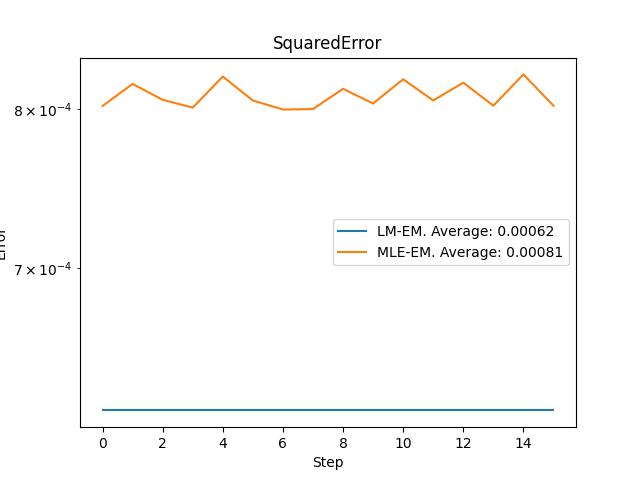 SquaredError
8 × 10⁻⁴
7 × 10⁻⁴
Error
LM-EM. Average: 0.00062
MLE-EM. Average: 0.00081
0 2 4 6 8 10 12 14
Step